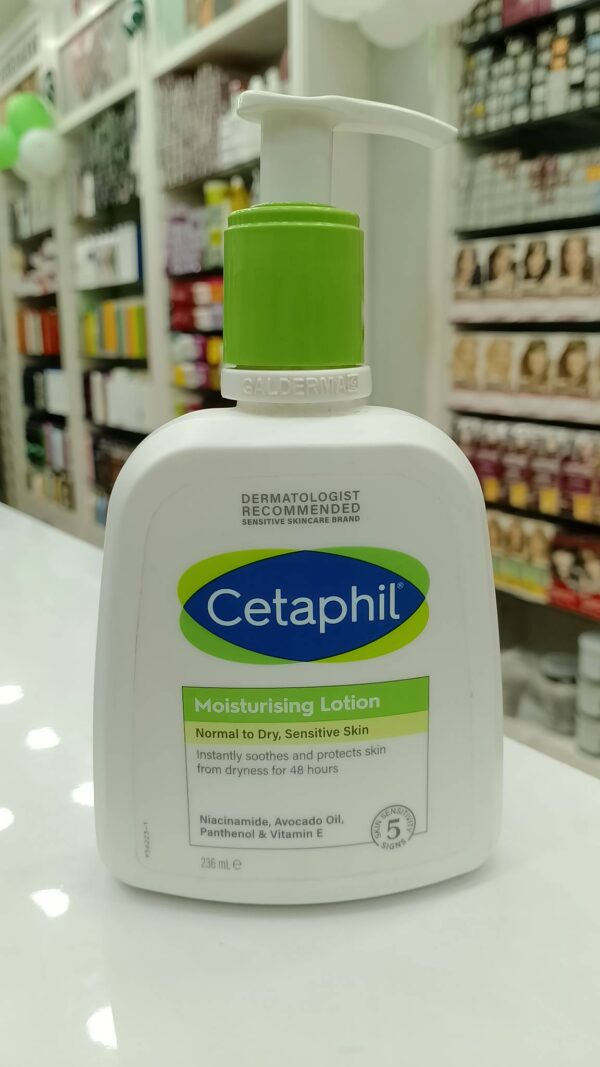 GALDERMA
DERMATOLOGIST
RECOMMENDED
SENSITIVE SKINCARE BRAND
Cetaphil®
Moisturising Lotion
Normal to Dry, Sensitive Skin
Instantly soothes and protects skin
from dryness for 48 hours
Niacinamide, Avocado Oil,
Panthenol & Vitamin E
SKIN SENSITIVITY
5
SIGNS
236 mL ℮